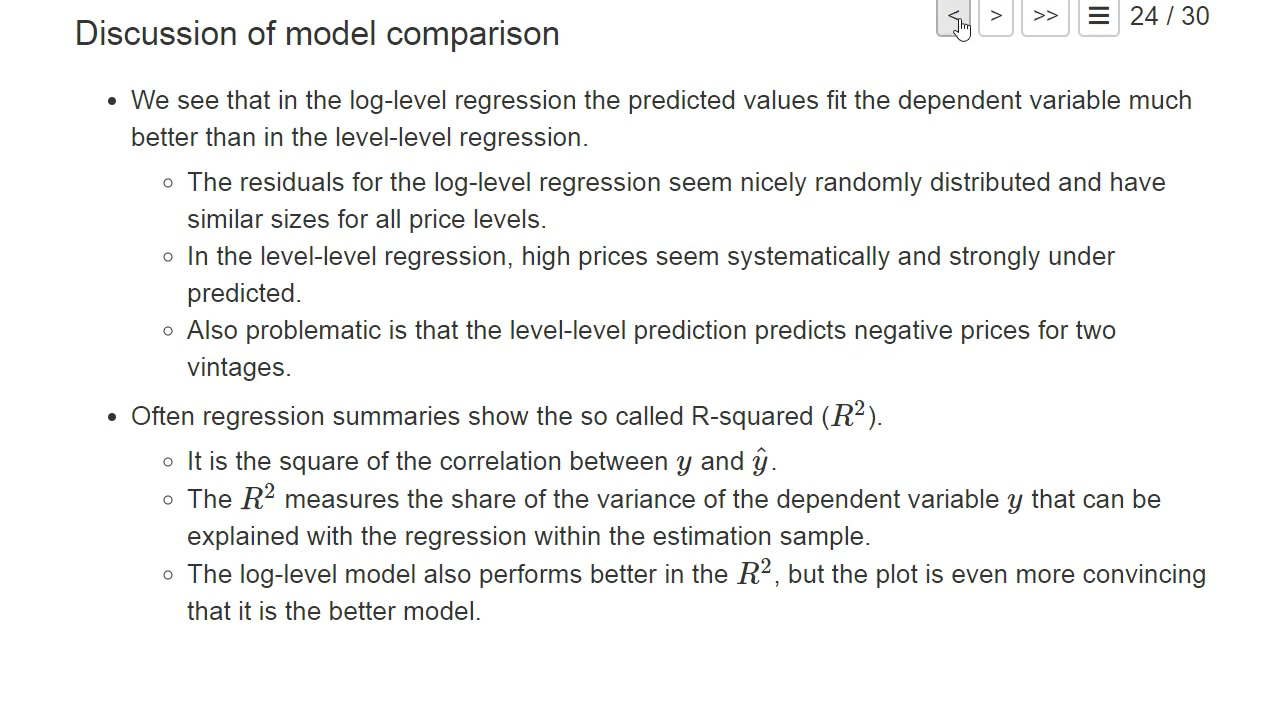 Discussion of model comparison
< > >> ☰ 24 / 30
• We see that in the log-level regression the predicted values fit the dependent variable much
better than in the level-level regression.
○ The residuals for the log-level regression seem nicely randomly distributed and have
similar sizes for all price levels.
○ In the level-level regression, high prices seem systematically and strongly under
predicted.
○ Also problematic is that the level-level prediction predicts negative prices for two
vintages.
• Often regression summaries show the so called R-squared (R²).
○ It is the square of the correlation between y and ŷ.
○ The R² measures the share of the variance of the dependent variable y that can be
explained with the regression within the estimation sample.
○ The log-level model also performs better in the R², but the plot is even more convincing
that it is the better model.